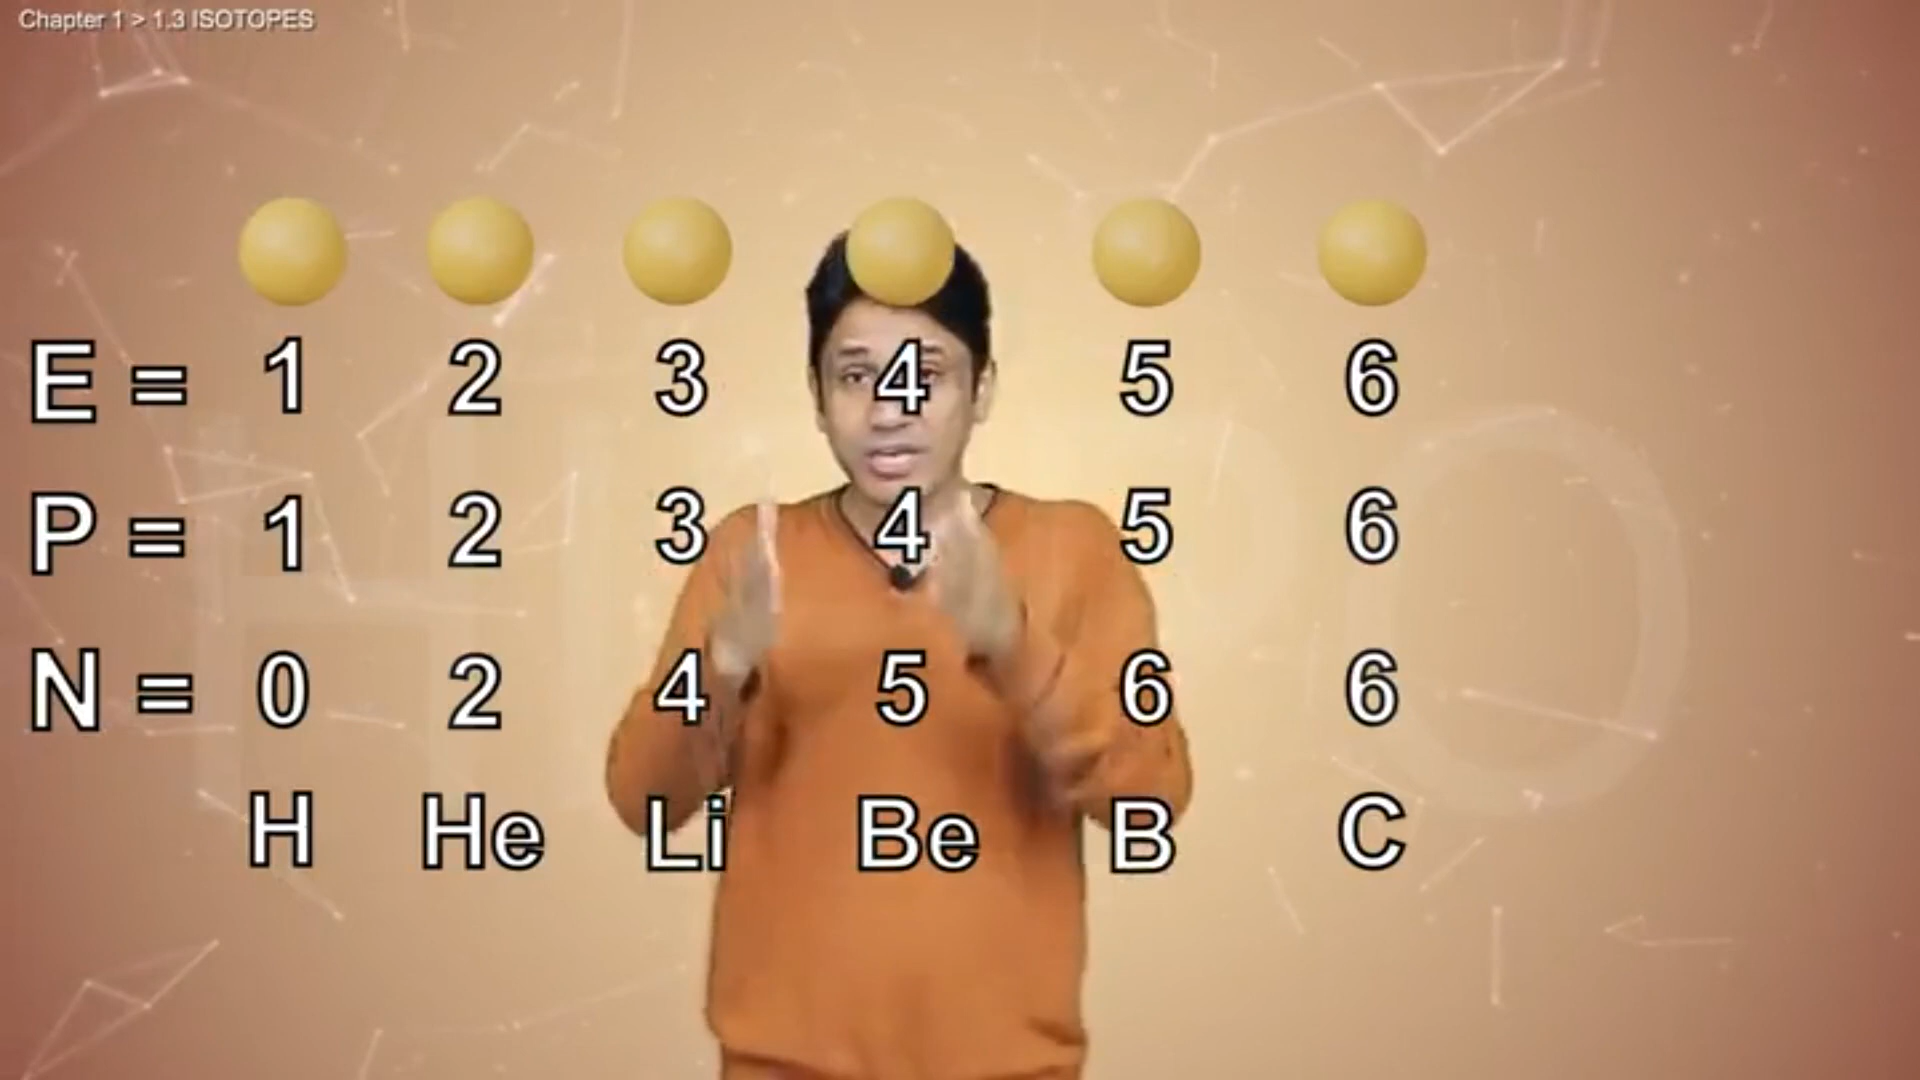 Chapter 1 > 1.3 ISOTOPES
E = 1 2 3 4 5 6
P = 1 2 3 4 5 6
N = 0 2 4 5 6 6
H He Li Be B C